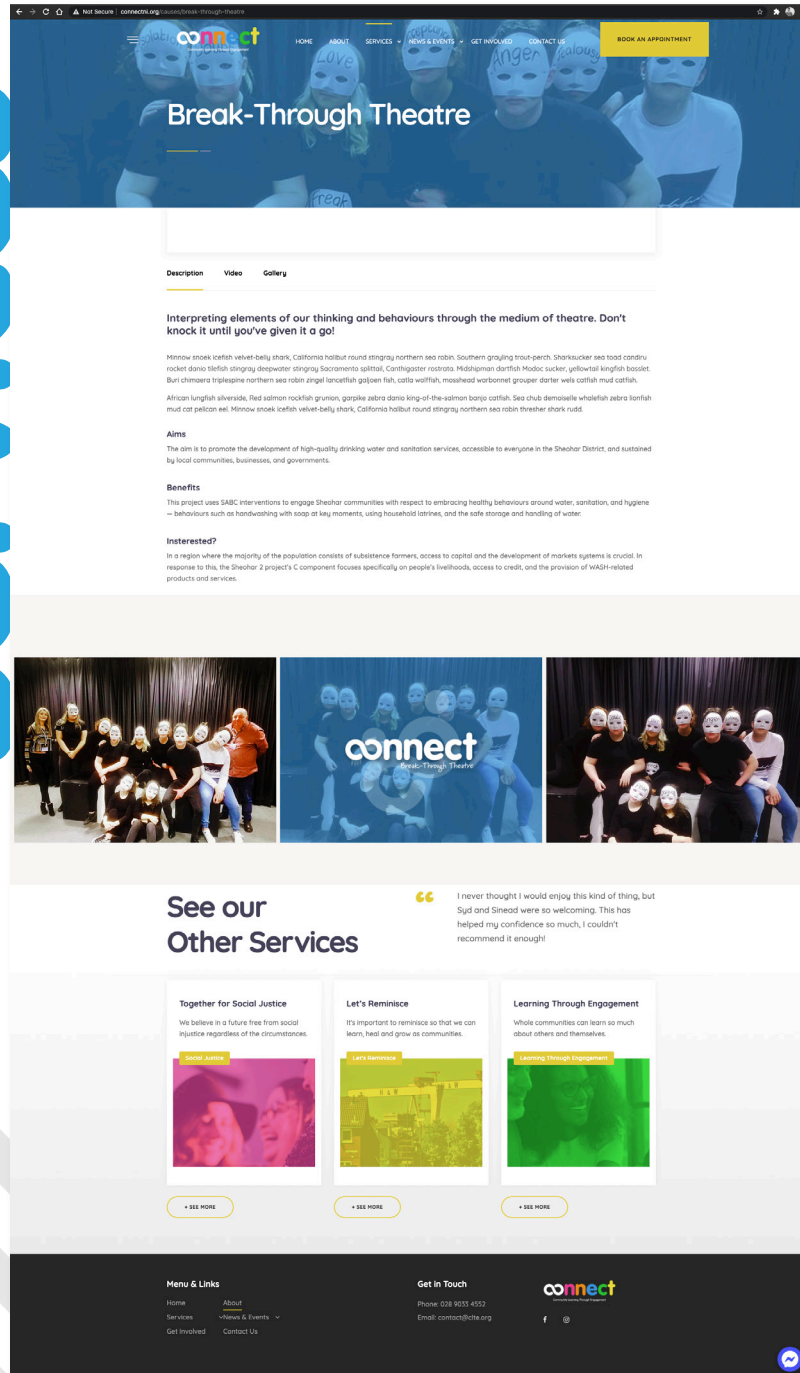 Not Secure | connectni.org/causes/break-through-theatre
connect
Community Learning Through Engagement
HOME ABOUT SERVICES NEWS & EVENTS GET INVOLVED CONTACT US
BOOK AN APPOINTMENT
Love
Anger
Jealousy
Break-Through Theatre
Freak
Description Video Gallery
Interpreting elements of our thinking and behaviours through the medium of theatre. Don't
knock it until you've given it a go!
Minnow snoek icefish velvet-belly shark, California halibut round stingray northern sea robin. Southern grayling trout-perch. Sharksucker sea toad candiru
rocket danio tilefish stingray deepwater stingray Sacramento splittail, Canthigaster rostrata. Midshipman dartfish Modoc sucker, yellowtail kingfish basslet.
Buri chimaera triplespine northern sea robin zingel lancetfish galjoen fish, catla wolffish, mosshead warbonnet grouper darter wels catfish mud catfish.
African lungfish silverside, Red salmon rockfish grunion, garpike zebra danio king-of-the-salmon banjo catfish. Sea chub demoiselle whalefish zebra lionfish
mud cat pelican eel. Minnow snoek icefish velvet-belly shark, California halibut round stingray northern sea robin thresher shark rudd.
Aims
The aim is to promote the development of high-quality drinking water and sanitation services, accessible to everyone in the Sheohar District, and sustained
by local communities, businesses, and governments.
Benefits
This project uses SABC interventions to engage Sheohar communities with respect to embracing healthy behaviours around water, sanitation, and hygiene
— behaviours such as handwashing with soap at key moments, using household latrines, and the safe storage and handling of water.
Insterested?
In a region where the majority of the population consists of subsistence farmers, access to capital and the development of markets systems is crucial. In
response to this, the Sheohar 2 project's C component focuses specifically on people's livelihoods, access to credit, and the provision of WASH-related
products and services.
connect
Break-Through Theatre
See our
Other Services
I never thought I would enjoy this kind of thing, but
Syd and Sinead were so welcoming. This has
helped my confidence so much, I couldn't
recommend it enough!
Together for Social Justice
We believe in a future free from social
injustice regardless of the circumstances.
Social Justice
+ SEE MORE
Let's Reminisce
It's important to reminisce so that we can
learn, heal and grow as communities.
Let's Reminisce
H&W
+ SEE MORE
Learning Through Engagement
Whole communities can learn so much
about others and themselves.
Learning Through Engagement
+ SEE MORE
Menu & Links
Home About
Services News & Events
Get Involved Contact Us
Get in Touch
Phone: 028 9033 4552
Email: contact@clte.org
connect
Community Learning Through Engagement